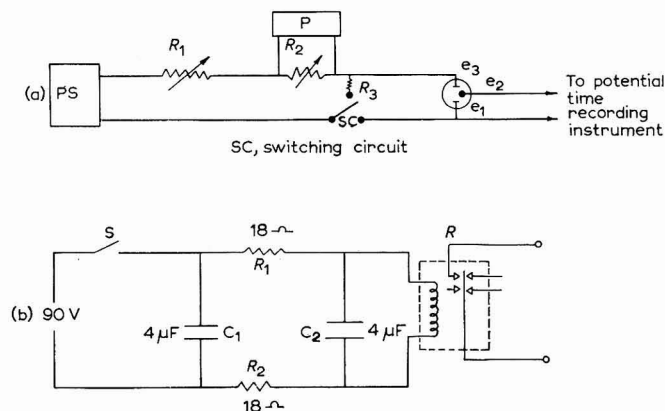 P
R1
R2
(a)
PS
R3
e3
e2
e1
To potential
time
recording
instrument
SC
SC, switching circuit
S
18 Ω
R1
R
(b) 90 V
4 μF
C1
C2
4 μF
R2
18 Ω